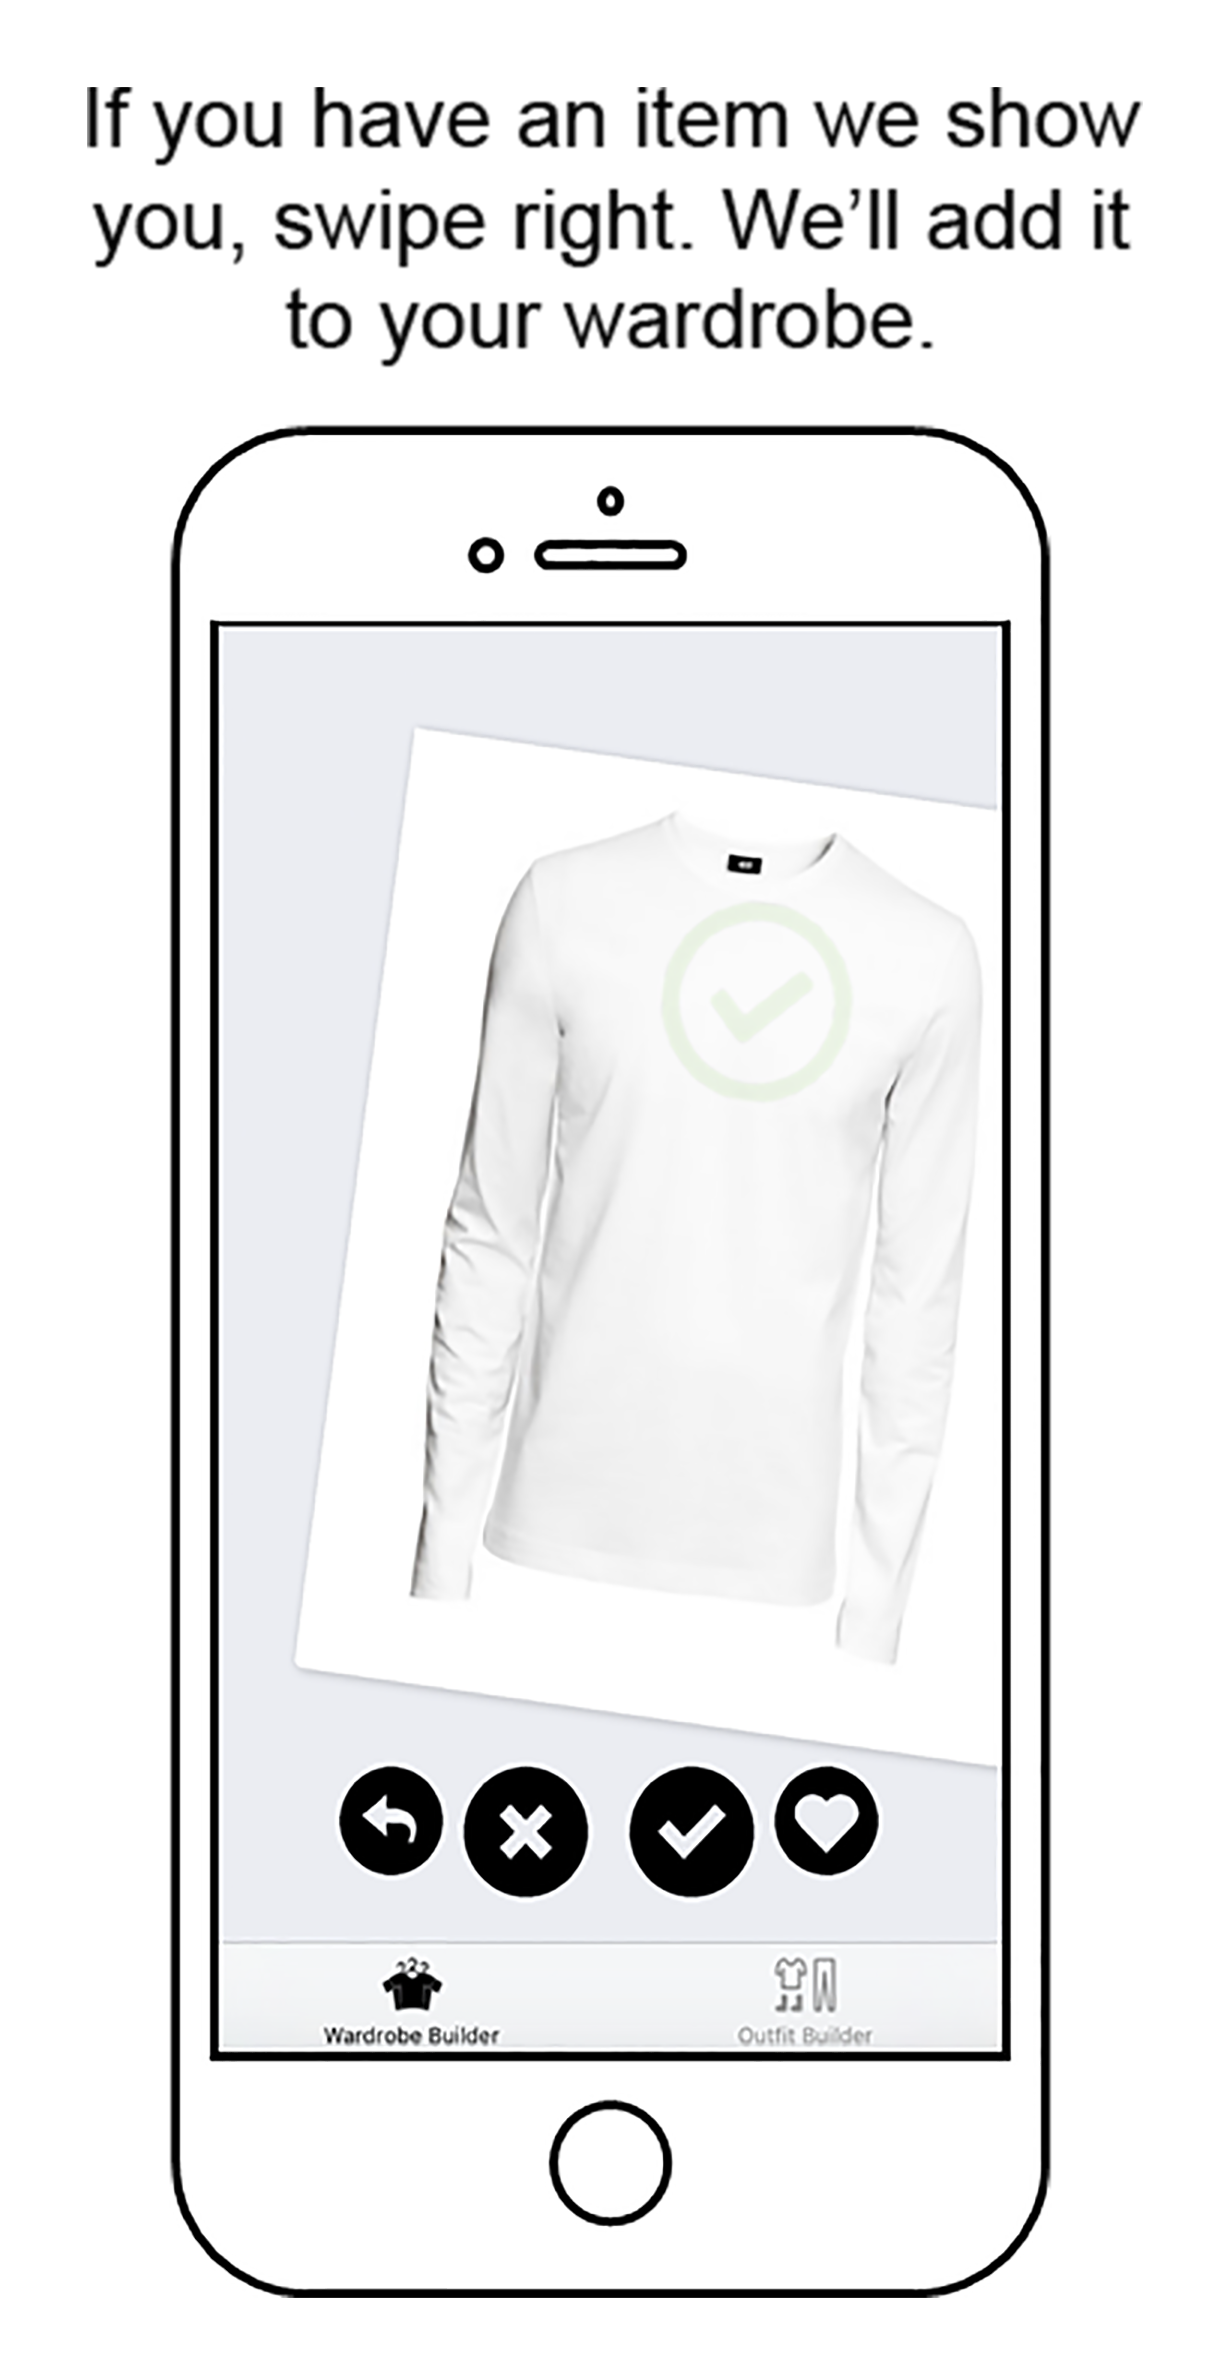 If you have an item we show
you, swipe right. We’ll add it
to your wardrobe.
Wardrobe Builder
Outfit Builder